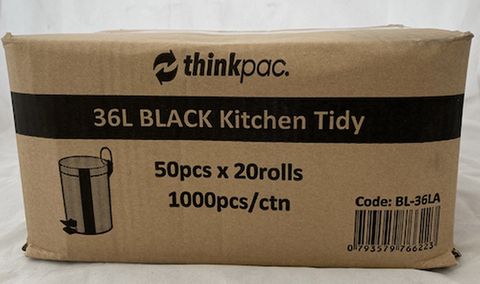 thinkpac.
36L BLACK Kitchen Tidy
50pcs x 20rolls
1000pcs/ctn
Code: BL-36LA
0 793579 766223